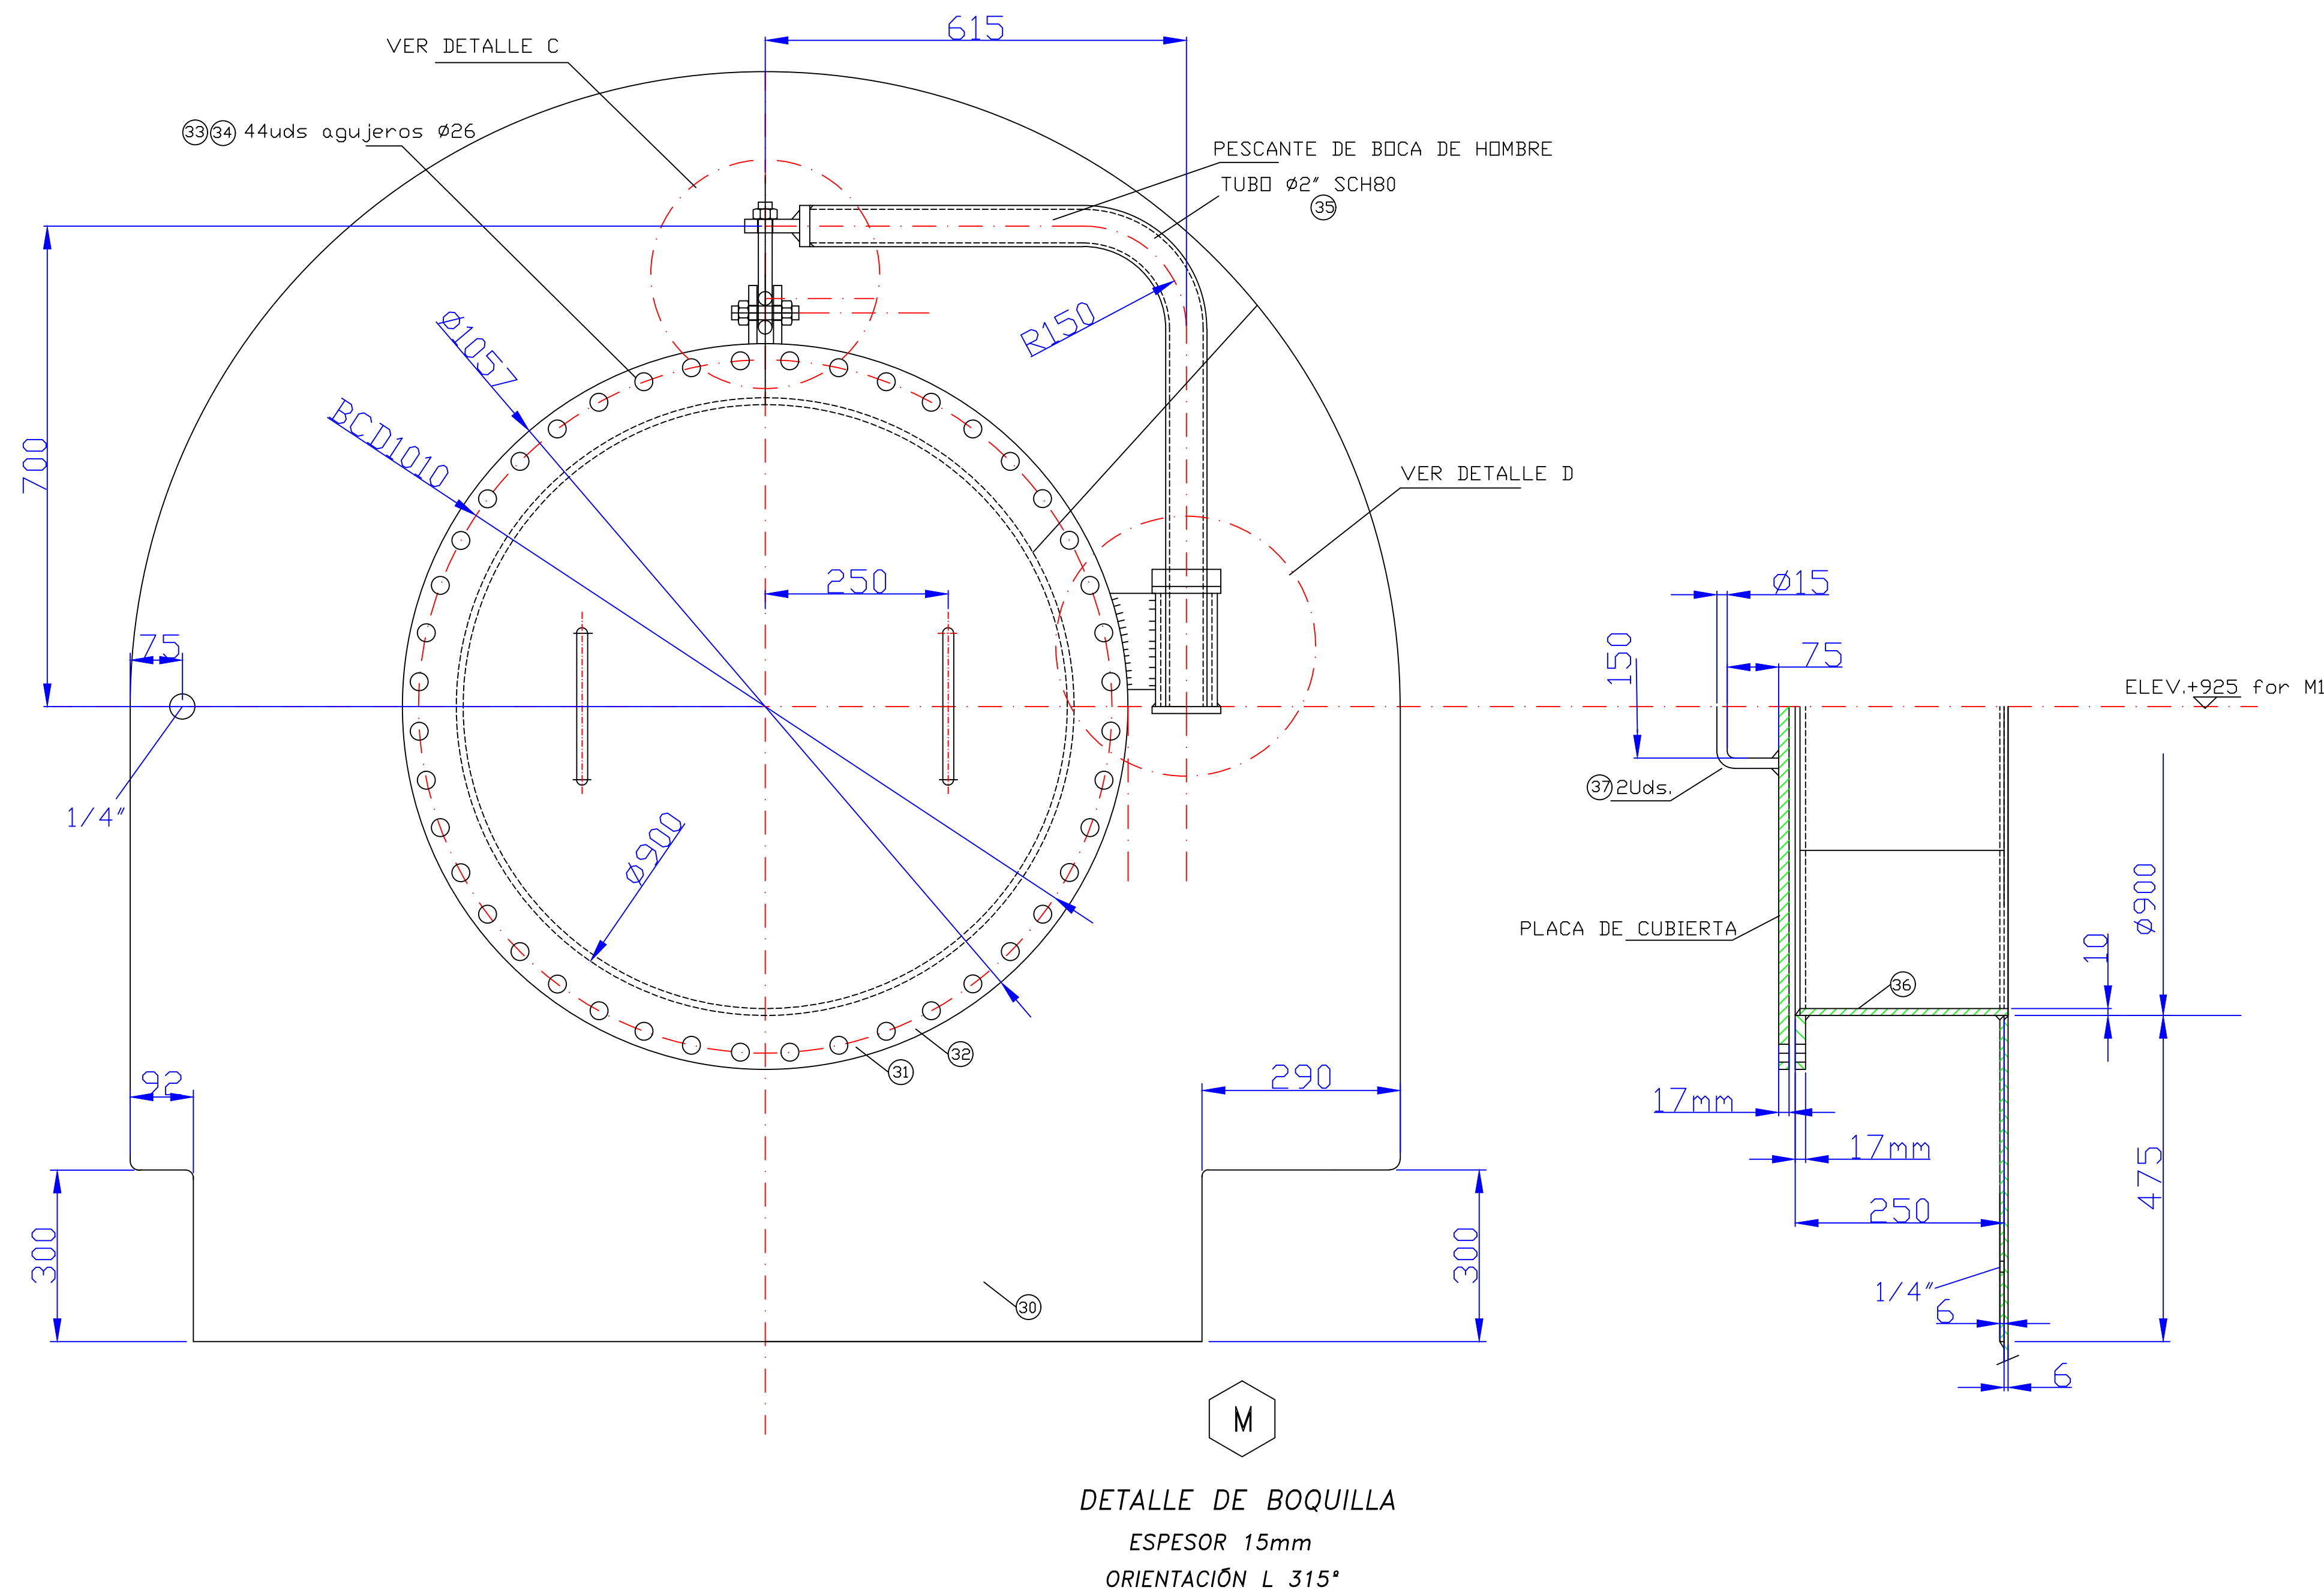 615
VER DETALLE C
33 34 44uds agujeros Ø26
PESCANTE DE BOCA DE HOMBRE
TUBO Ø2" SCH80
35
R150
Ø1057
BCD1010
700
VER DETALLE D
250
Ø15
150
75
75
ELEV.+925 for M1
37 2Uds.
1/4"
Ø900
Ø900
PLACA DE CUBIERTA
10
36
32
31
92
290
17mm
17mm
475
250
300
300
1/4"
6
30
6
M
DETALLE DE BOQUILLA
ESPESOR 15mm
ORIENTACIÓN L 315º